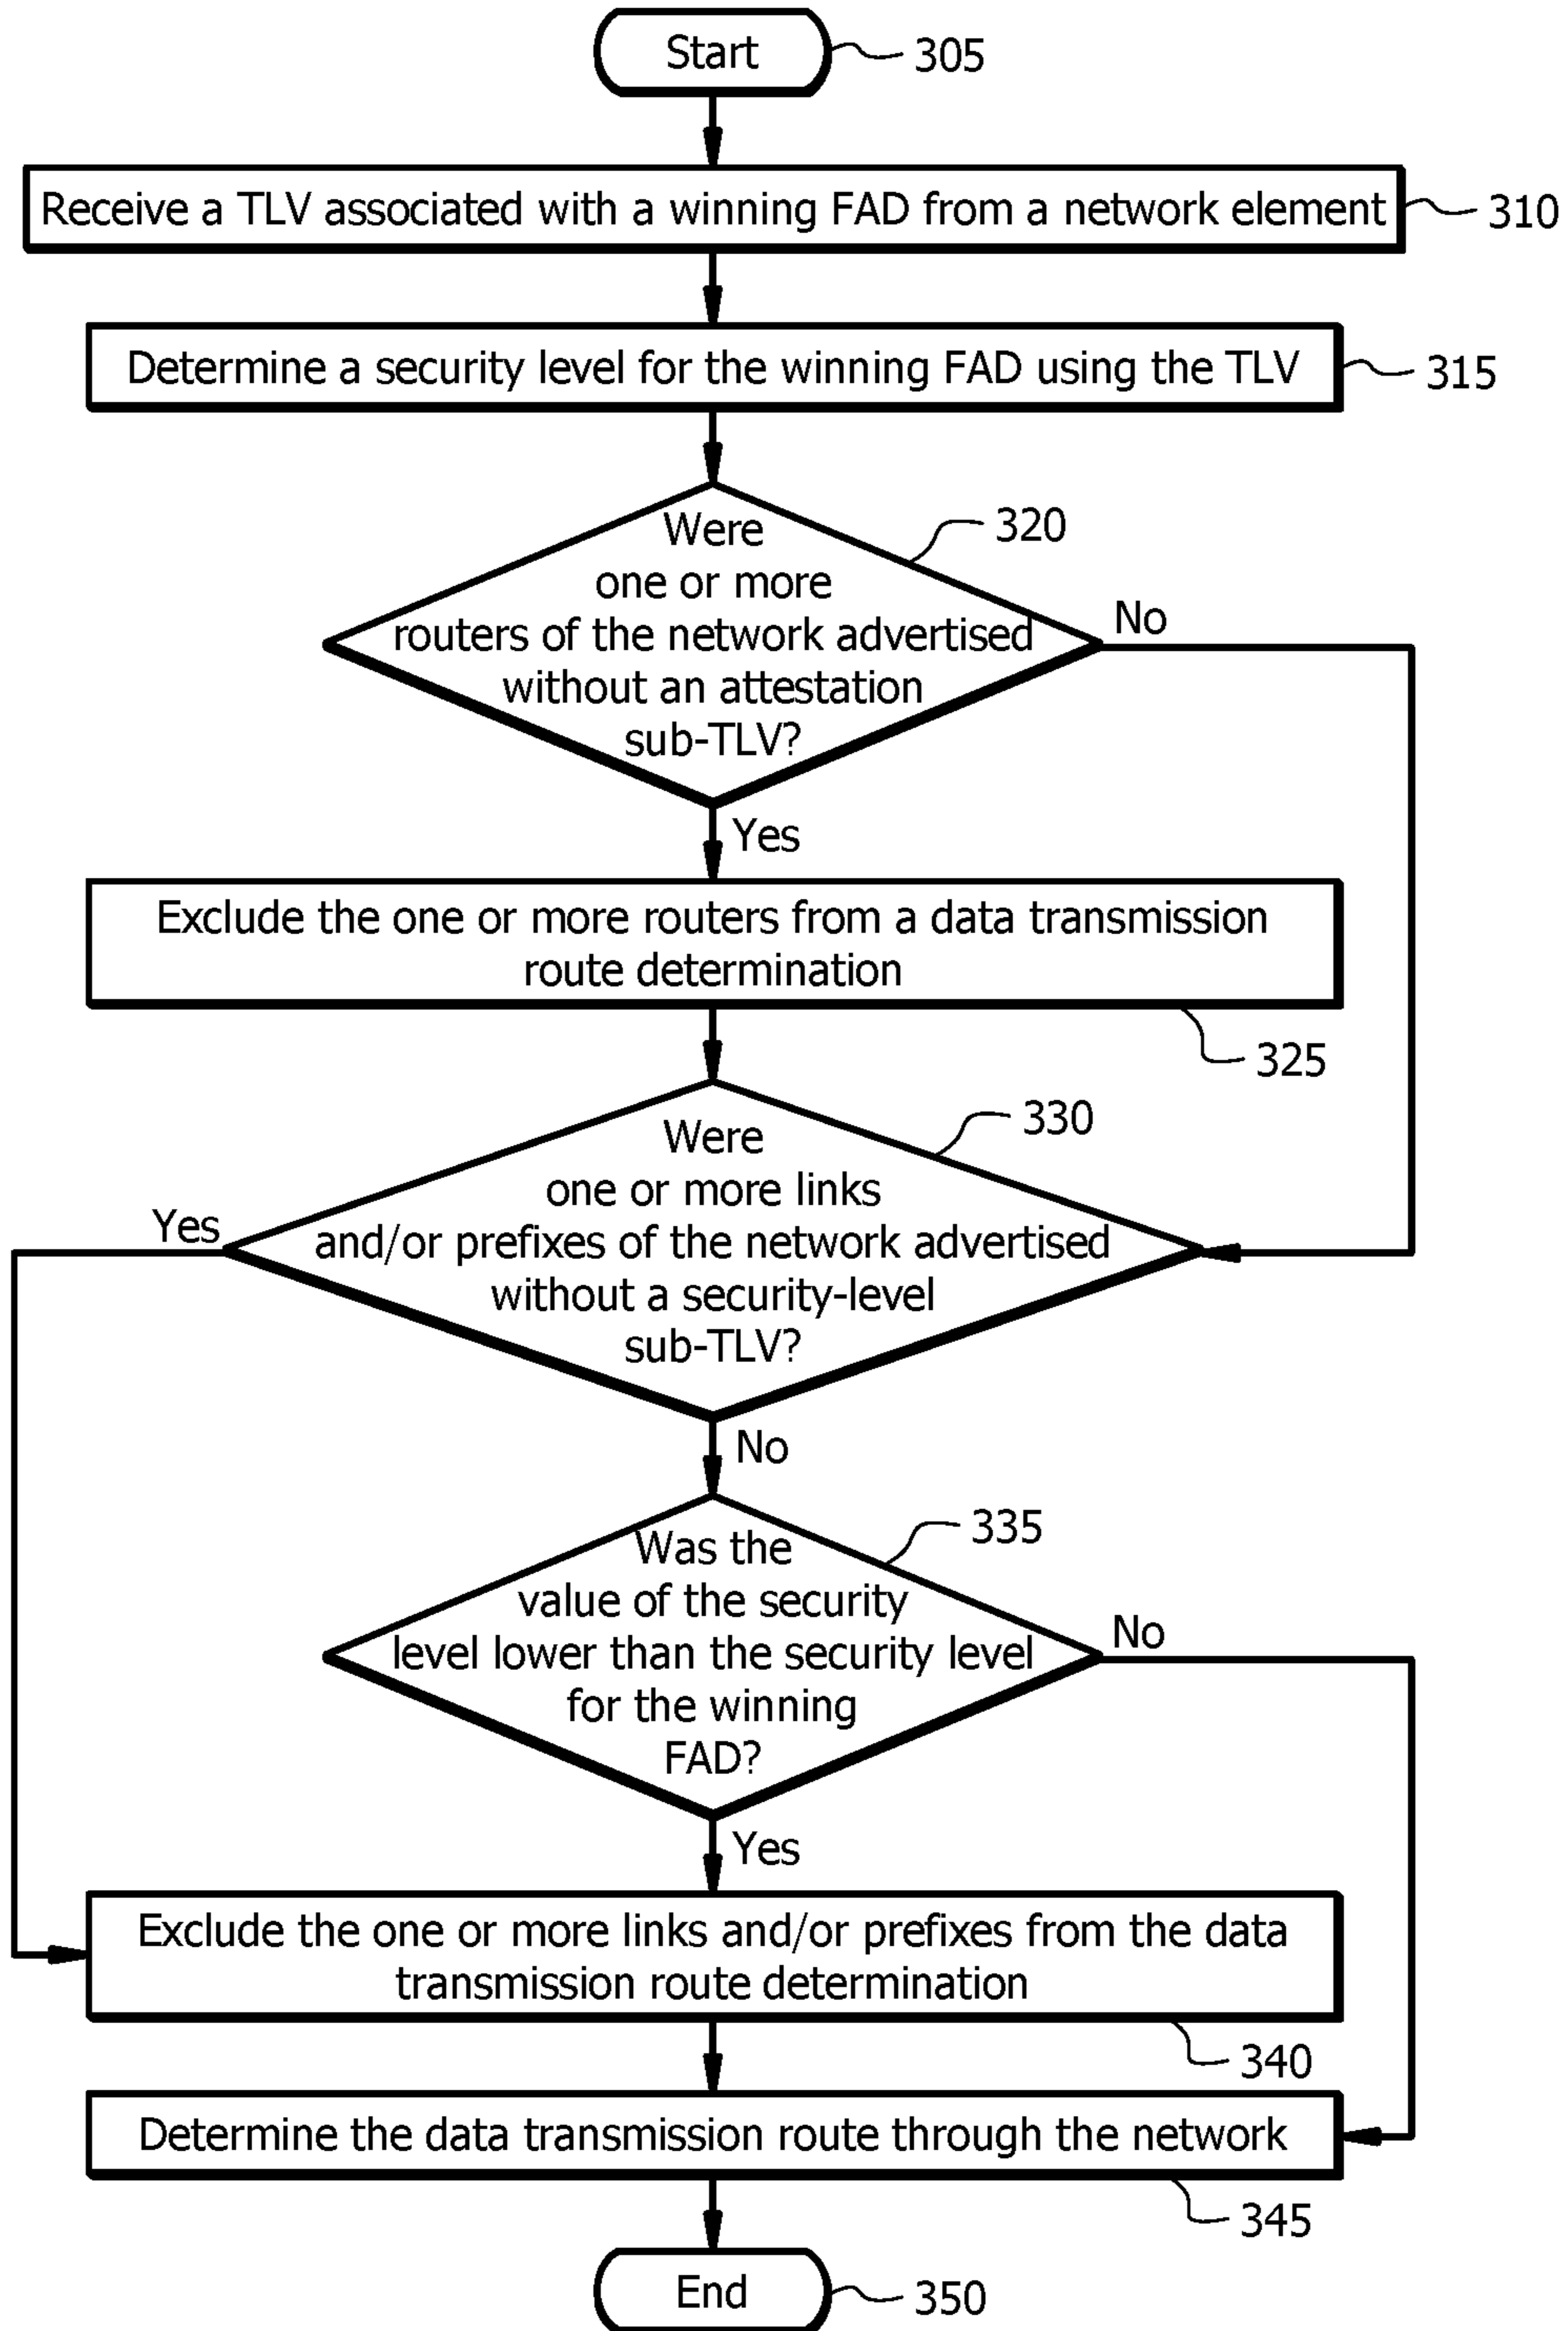 Start
305
Receive a TLV associated with a winning FAD from a network element
310
Determine a security level for the winning FAD using the TLV
315
Were
one or more
routers of the network advertised
without an attestation
sub-TLV?
320
No
Yes
Exclude the one or more routers from a data transmission
route determination
325
Were
one or more links
and/or prefixes of the network advertised
without a security-level
sub-TLV?
330
Yes
No
Was the
value of the security
level lower than the security level
for the winning
FAD?
335
No
Yes
Exclude the one or more links and/or prefixes from the data
transmission route determination
340
Determine the data transmission route through the network
345
End
350